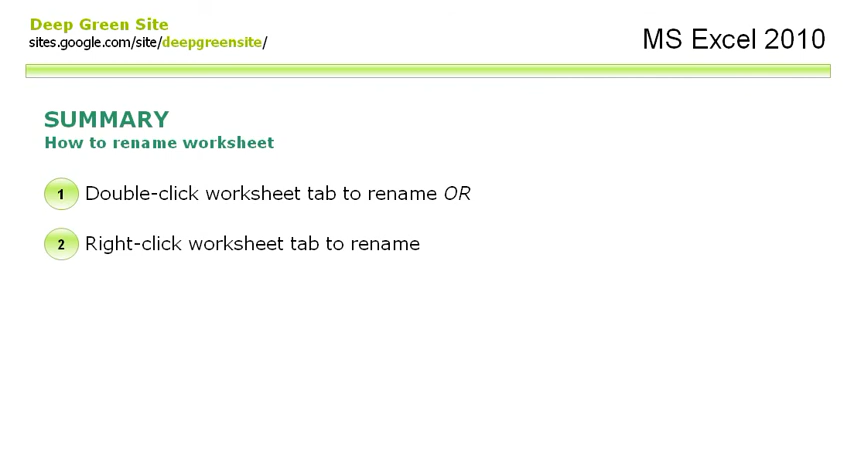 Deep Green Site
sites.google.com/site/deepgreensite/
MS Excel 2010
SUMMARY
How to rename worksheet
1 Double-click worksheet tab to rename OR
2 Right-click worksheet tab to rename